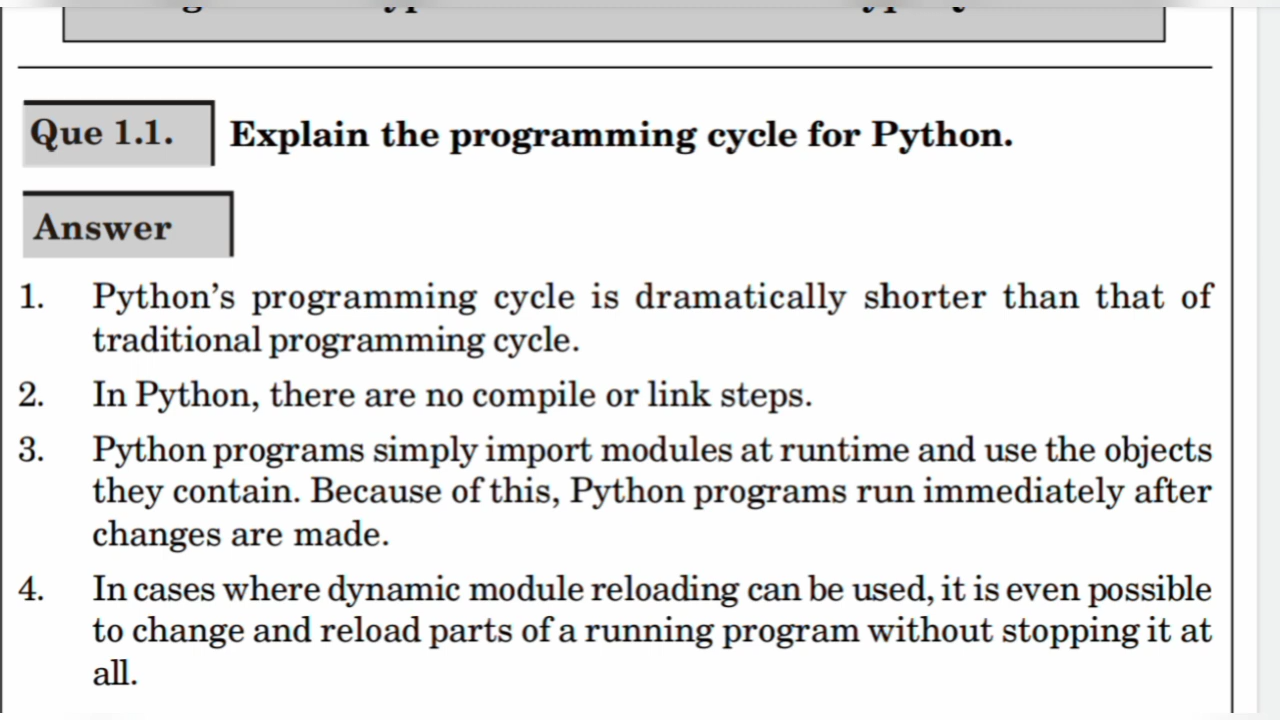 Que 1.1. Explain the programming cycle for Python.
Answer
1. Python's programming cycle is dramatically shorter than that of
traditional programming cycle.
2. In Python, there are no compile or link steps.
3. Python programs simply import modules at runtime and use the objects
they contain. Because of this, Python programs run immediately after
changes are made.
4. In cases where dynamic module reloading can be used, it is even possible
to change and reload parts of a running program without stopping it at
all.